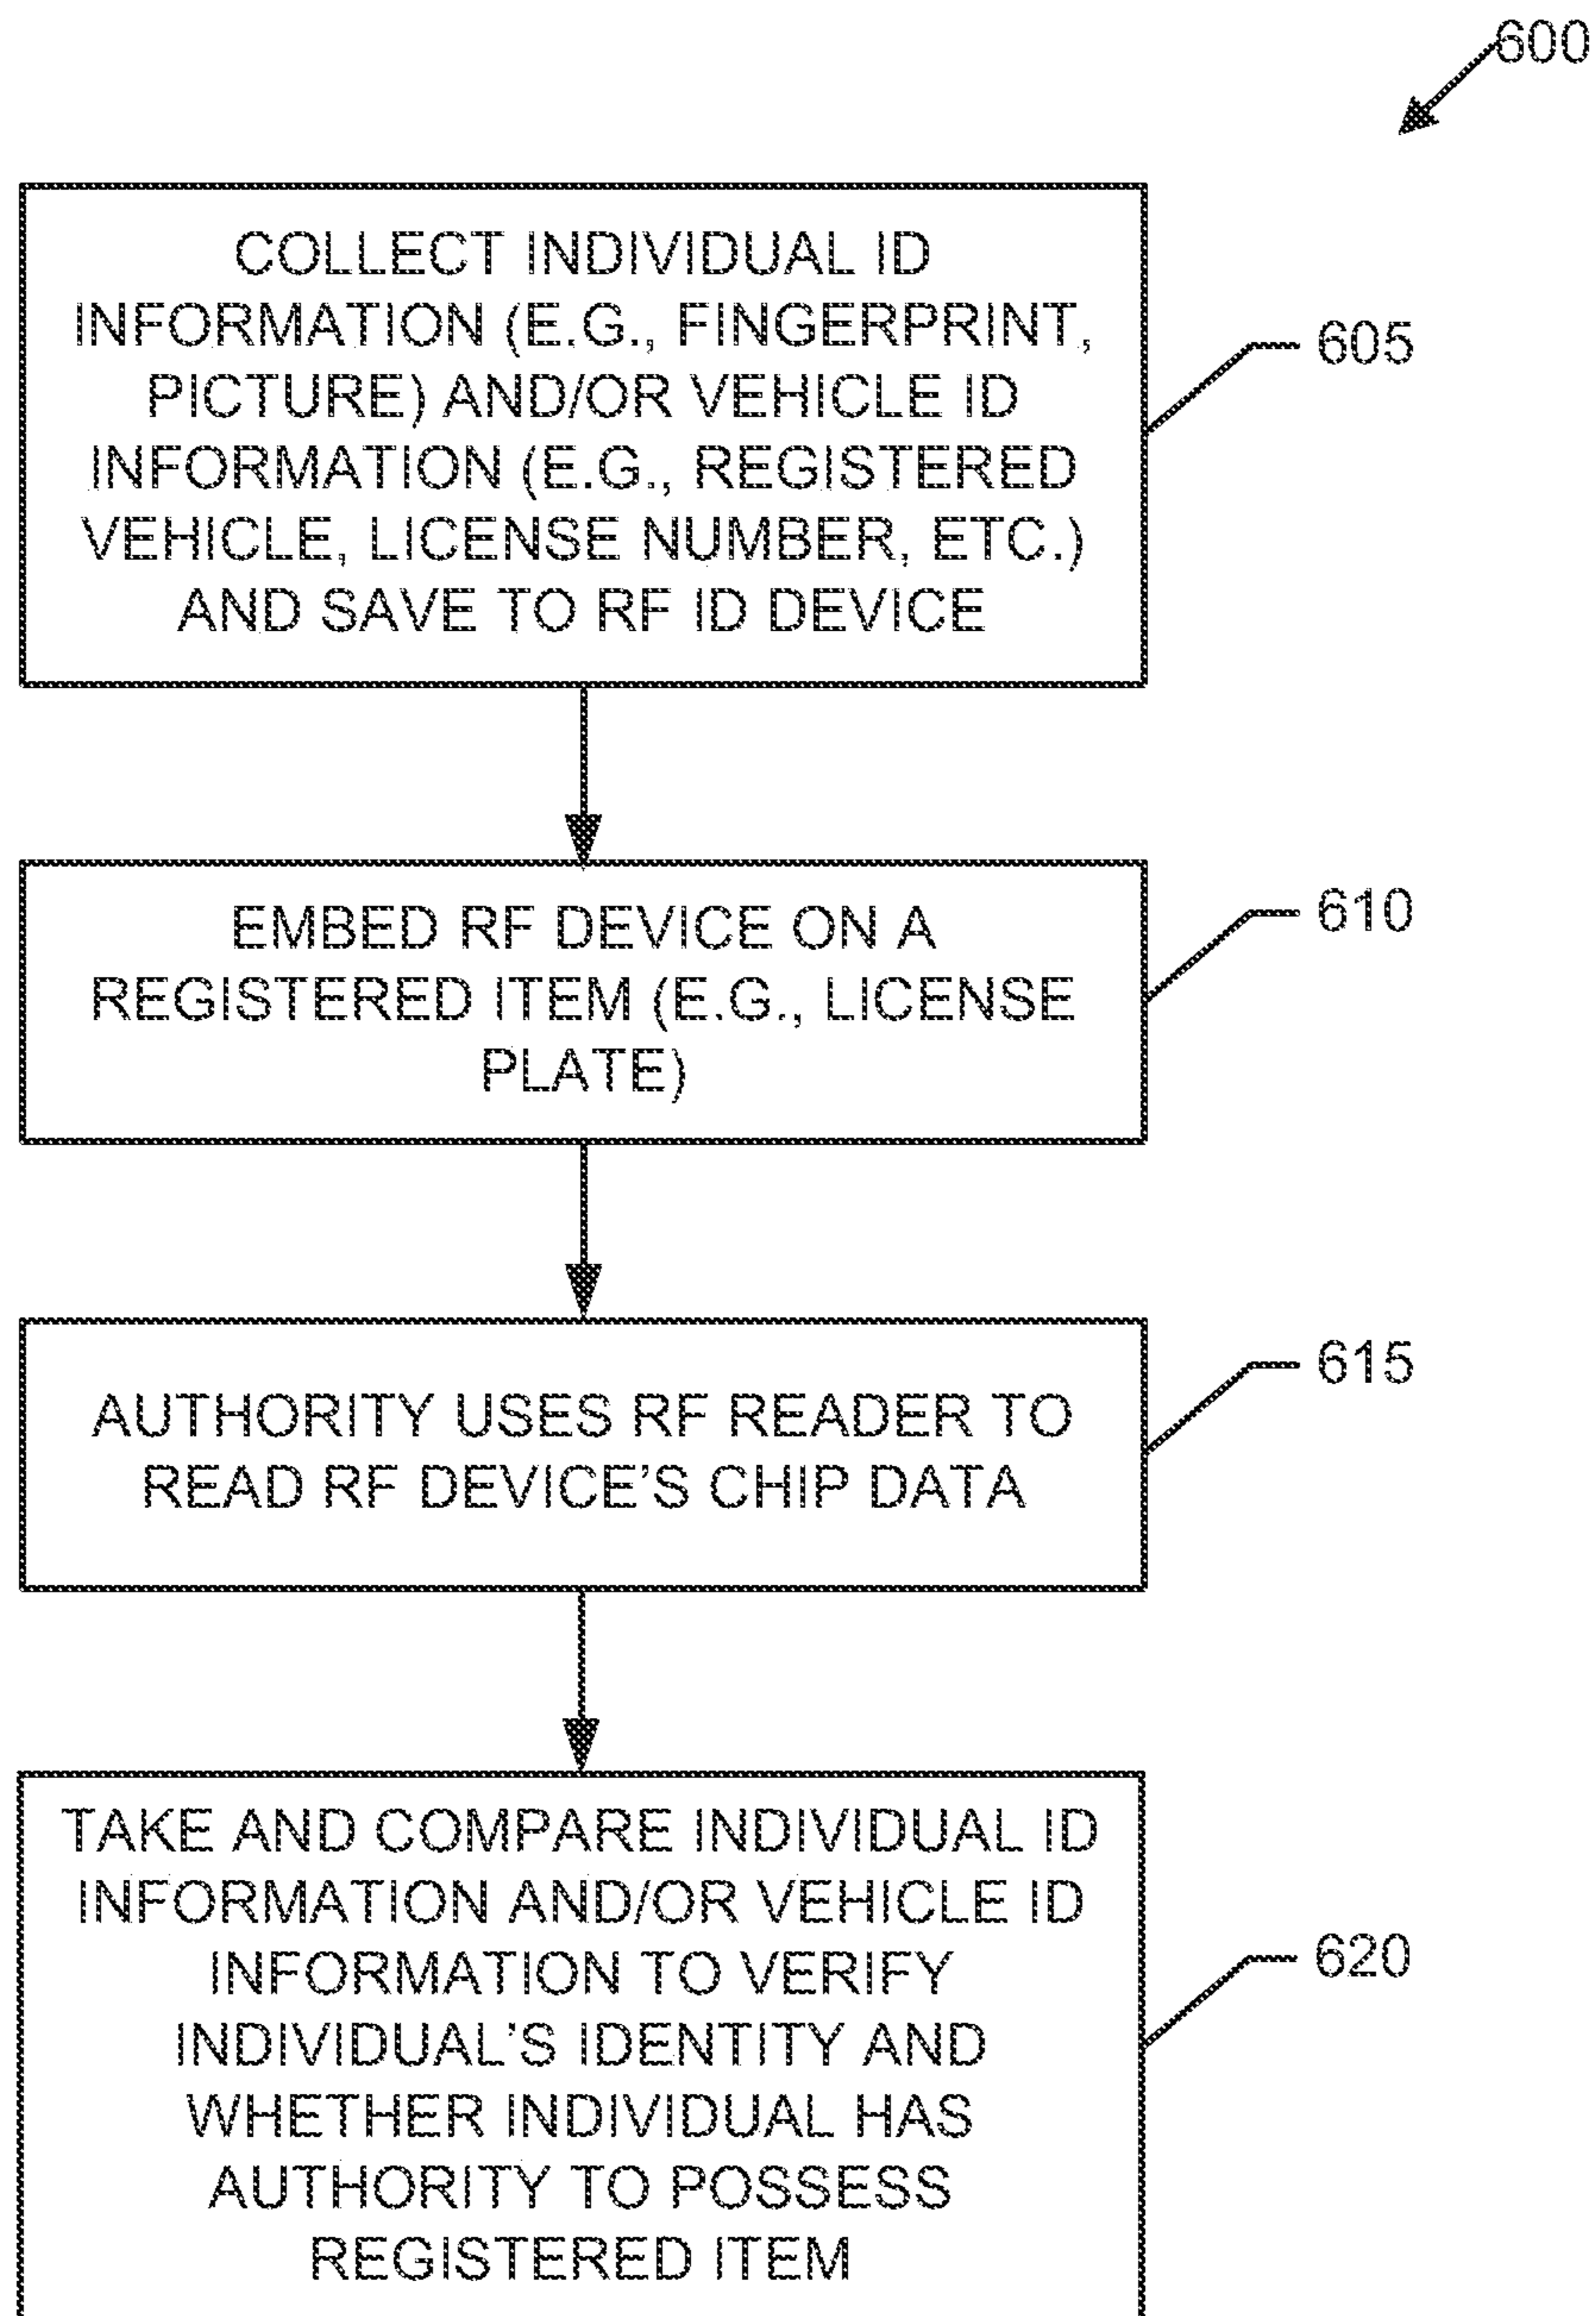 600
COLLECT INDIVIDUAL ID
INFORMATION (E.G., FINGERPRINT,
PICTURE) AND/OR VEHICLE ID
INFORMATION (E.G., REGISTERED
VEHICLE, LICENSE NUMBER, ETC.)
AND SAVE TO RF ID DEVICE
605
EMBED RF DEVICE ON A
REGISTERED ITEM (E.G., LICENSE
PLATE)
610
AUTHORITY USES RF READER TO
READ RF DEVICE'S CHIP DATA
615
TAKE AND COMPARE INDIVIDUAL ID
INFORMATION AND/OR VEHICLE ID
INFORMATION TO VERIFY
INDIVIDUAL'S IDENTITY AND
WHETHER INDIVIDUAL HAS
AUTHORITY TO POSSESS
REGISTERED ITEM
620